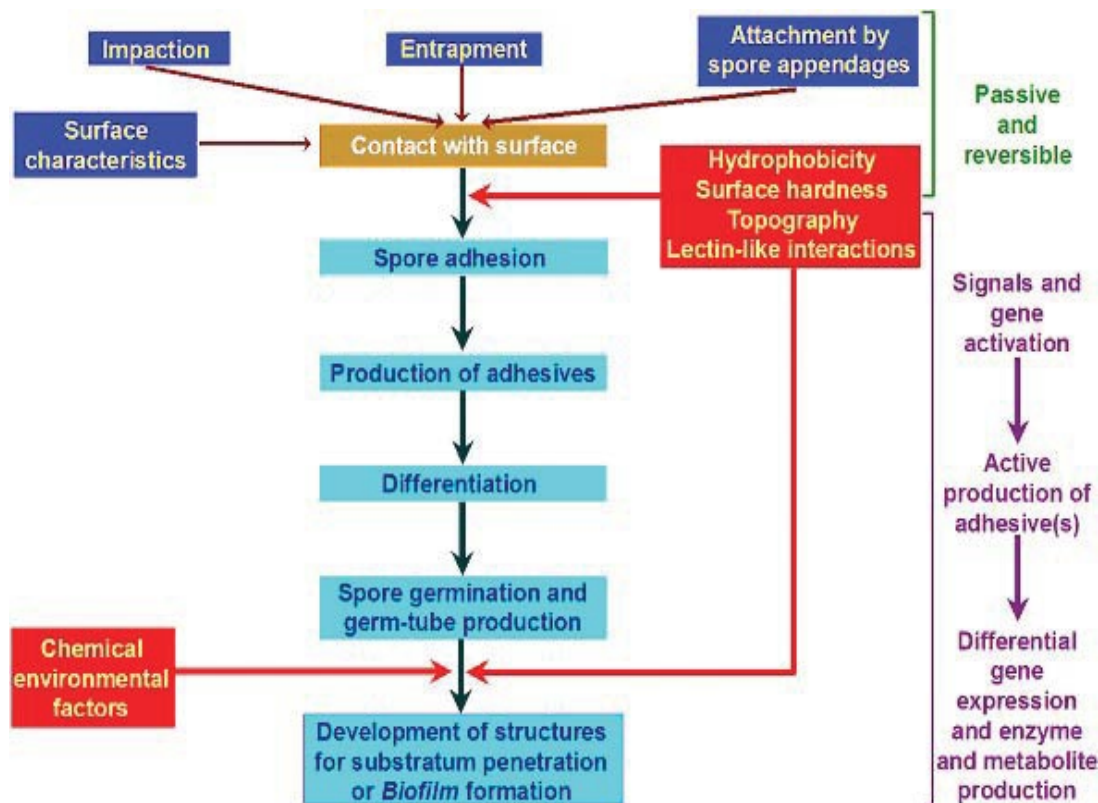 Impaction
Entrapment
Attachment by
spore appendages
Surface
characteristics
Contact with surface
Passive
and
reversible
Hydrophobicity
Surface hardness
Topography
Lectin-like interactions
Spore adhesion
Signals and
gene
activation
Production of adhesives
Active
production of
adhesive(s)
Differentiation
Spore germination and
germ-tube production
Chemical
environmental
factors
Differential
gene
expression
and enzyme
and metabolite
production
Development of structures
for substratum penetration
or Biofilm formation